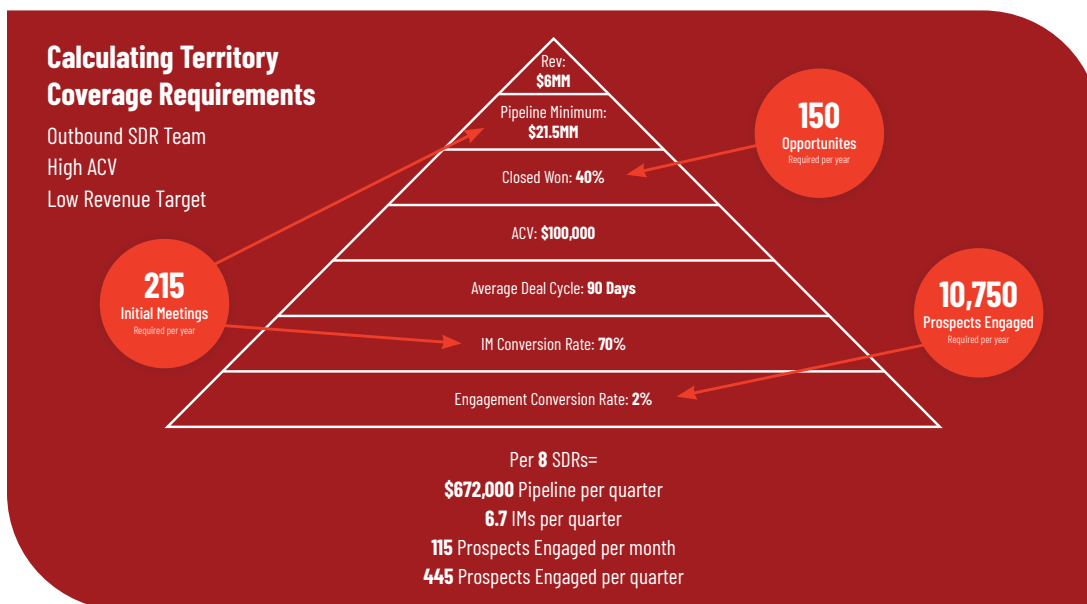 Calculating Territory
Coverage Requirements
Outbound SDR Team
High ACV
Low Revenue Target
Rev:
$6MM
Pipeline Minimum:
$21.5MM
Closed Won: 40%
ACV: $100,000
Average Deal Cycle: 90 Days
IM Conversion Rate: 70%
Engagement Conversion Rate: 2%
150
Opportunites
Required per year
215
Initial Meetings
Required per year
10,750
Prospects Engaged
Required per year
Per 8 SDRs=
$672,000 Pipeline per quarter
6.7 IMs per quarter
115 Prospects Engaged per month
445 Prospects Engaged per quarter